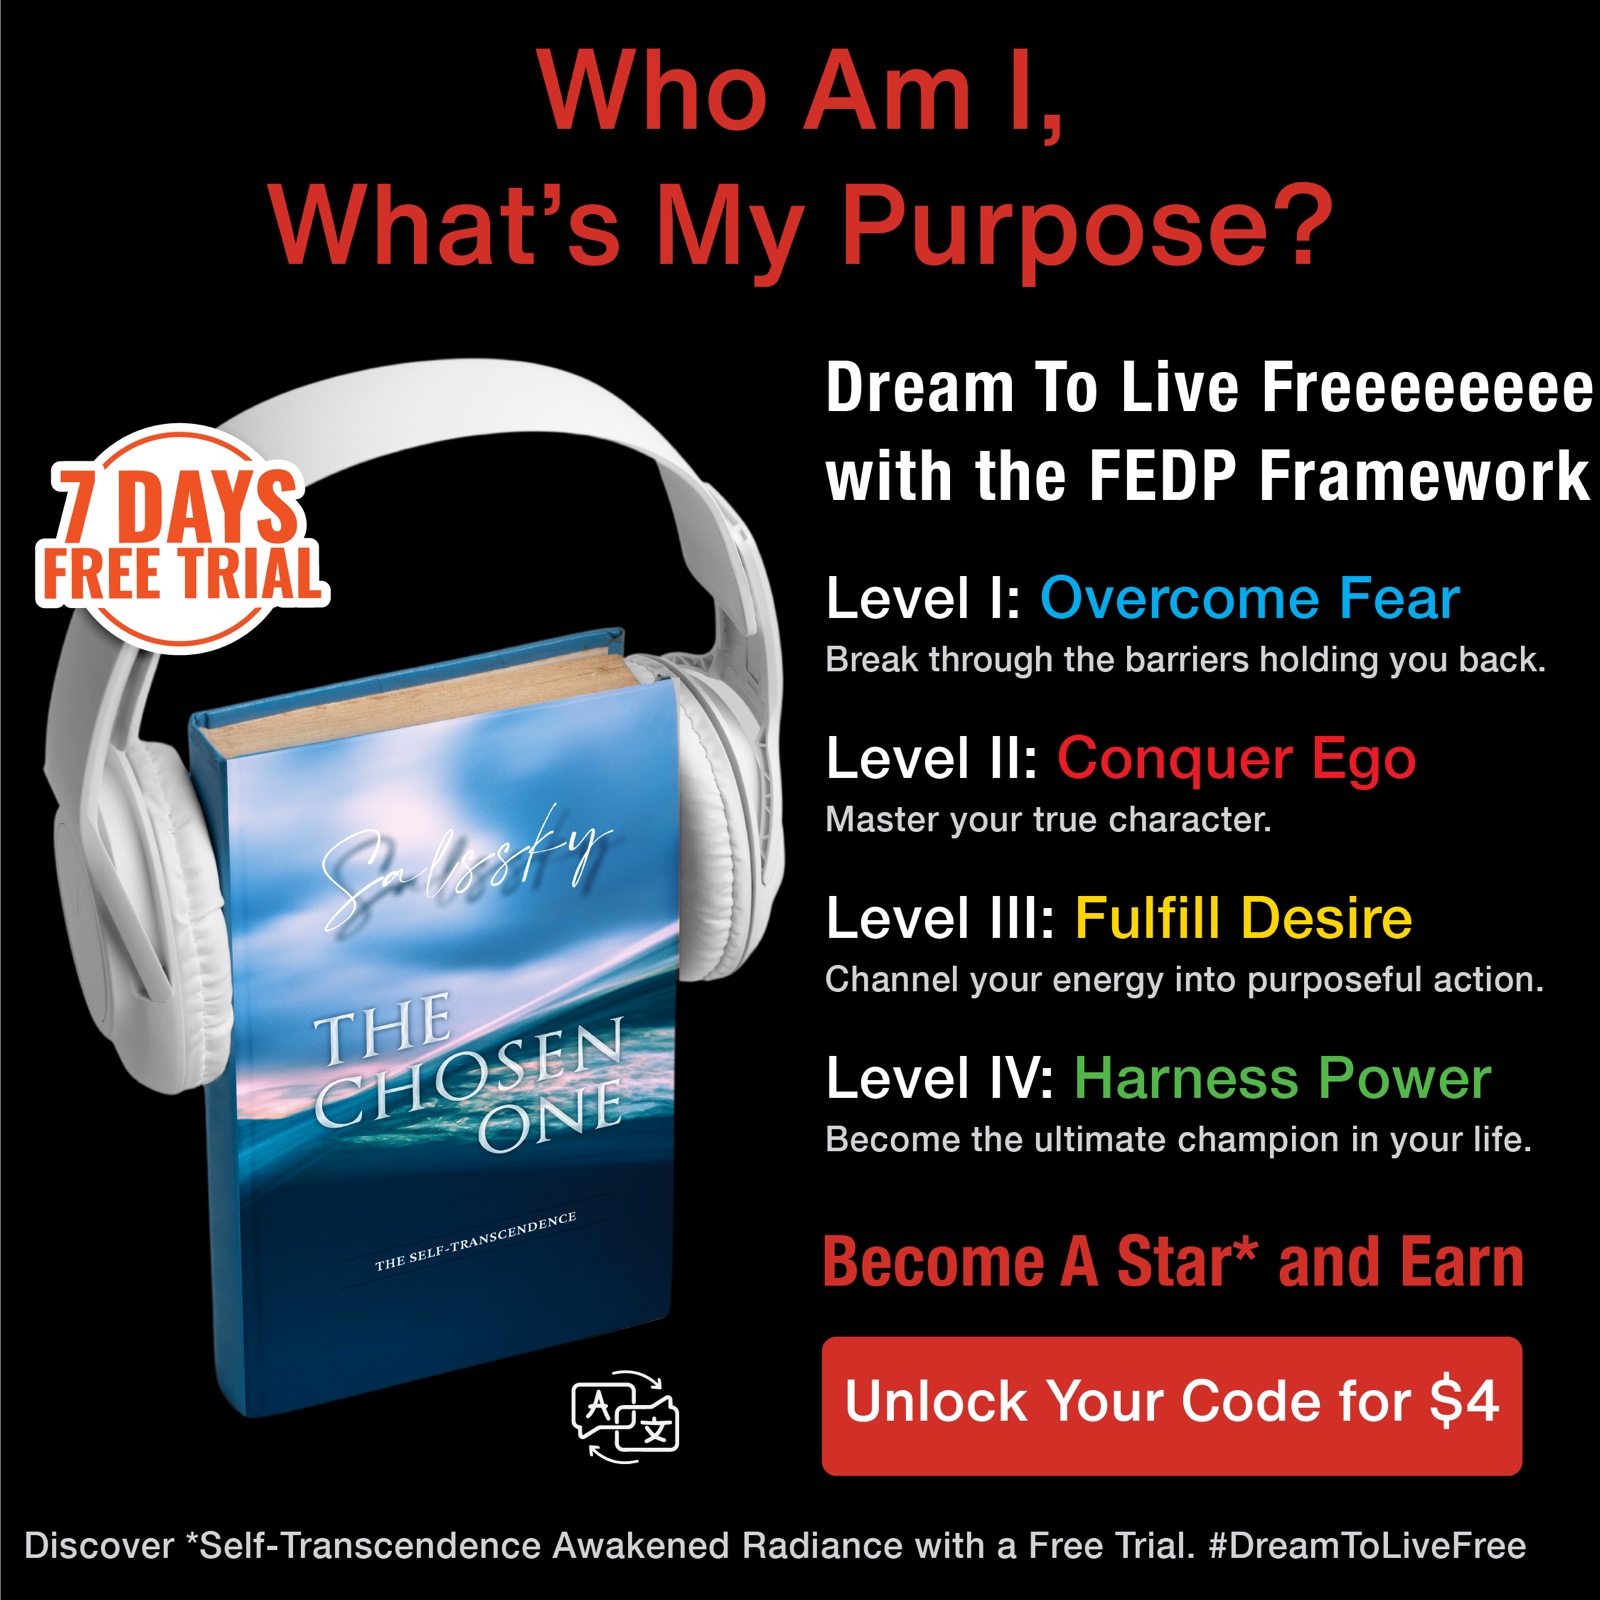 Who Am I,
What’s My Purpose?
7 DAYS
FREE TRIAL
Salssky
THE
CHOSEN
ONE
THE SELF-TRANSCENDENCE
A 文
Dream To Live Freeeeeeee
with the FEDP Framework
Level I: Overcome Fear
Break through the barriers holding you back.
Level II: Conquer Ego
Master your true character.
Level III: Fulfill Desire
Channel your energy into purposeful action.
Level IV: Harness Power
Become the ultimate champion in your life.
Become A Star* and Earn
Unlock Your Code for $4
Discover *Self-Transcendence Awakened Radiance with a Free Trial. #DreamToLiveFree